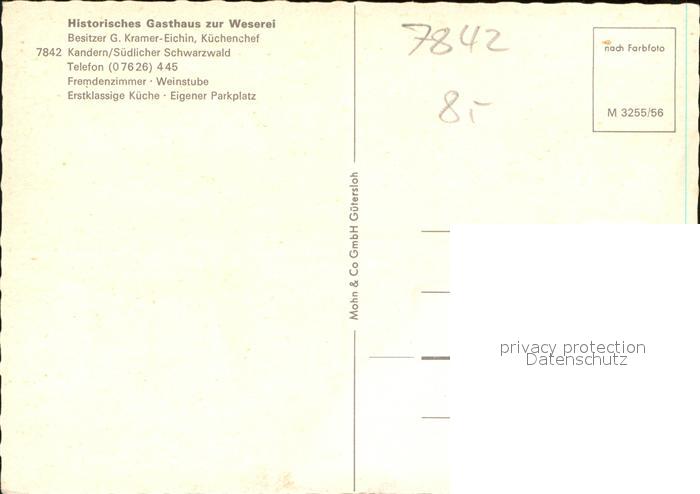 Historisches Gasthaus zur Weserei
Besitzer G. Kramer-Eichin, Küchenchef
7842 Kandern/Südlicher Schwarzwald
Telefon (07626) 445
Fremdenzimmer · Weinstube
Erstklassige Küche · Eigener Parkplatz
7842
8,-
nach Farbfoto
M 3255/56
Mohn & Co GmbH Gütersloh
privacy protection
Datenschutz